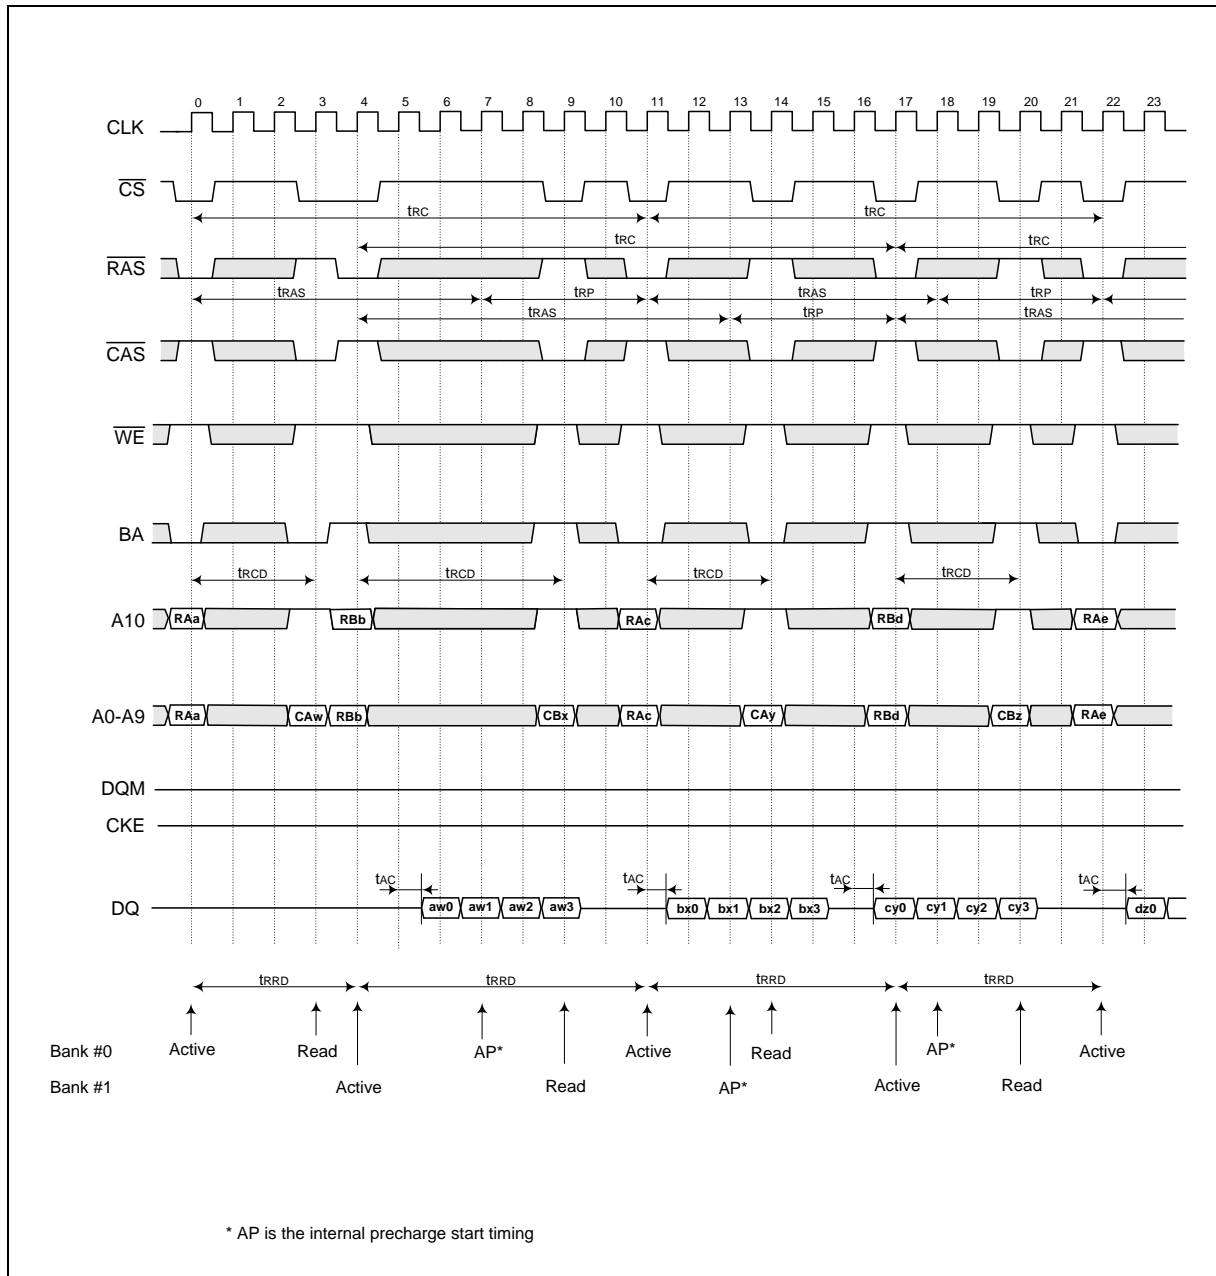 0 1 2 3 4 5 6 7 8 9 10 11 12 13 14 15 16 17 18 19 20 21 22 23
CLK
CS
tRC tRC
tRC tRC
RAS
tRAS tRP tRAS tRP
tRAS tRP tRAS
CAS
WE
BA
tRCD tRCD tRCD tRCD
A10 RAa RBb RAc RBd RAe
A0-A9 RAa CAw RBb CBx RAc CAy RBd CBz RAe
DQM
CKE
tAC tAC tAC tAC
DQ aw0 aw1 aw2 aw3 bx0 bx1 bx2 bx3 cy0 cy1 cy2 cy3 dz0
tRRD tRRD tRRD tRRD
Bank #0 Active Read AP* Active Read AP* Active
Bank #1 Active Read AP* Active Read
* AP is the internal precharge start timing